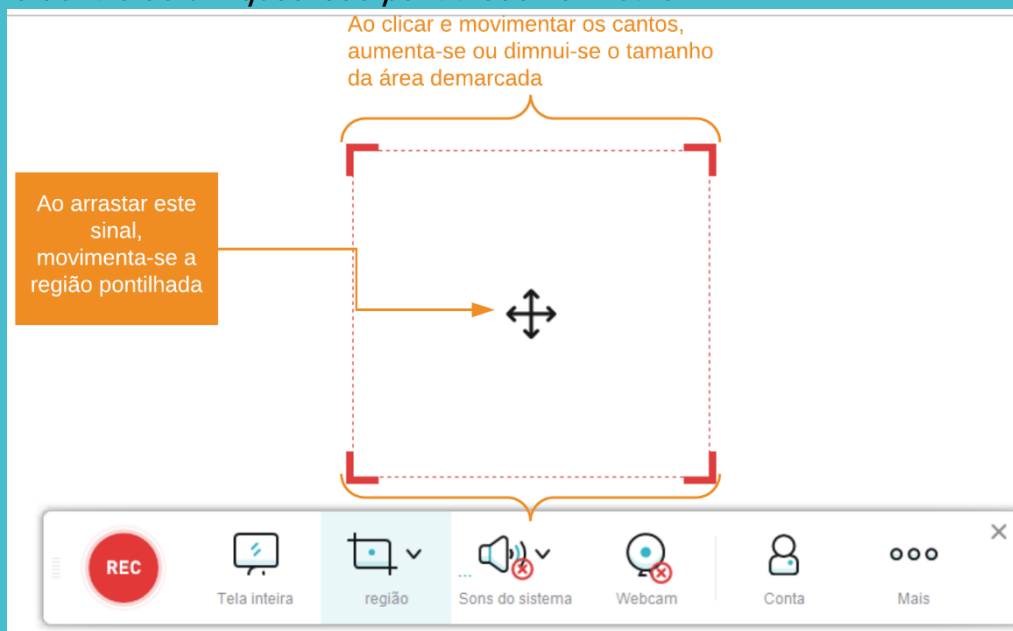 Ao clicar e movimentar os cantos,
aumenta-se ou dimnui-se o tamanho
da área demarcada
Ao arrastar este
sinal,
movimenta-se a
região pontilhada
REC
Tela inteira
região
...
Sons do sistema
Webcam
Conta
Mais